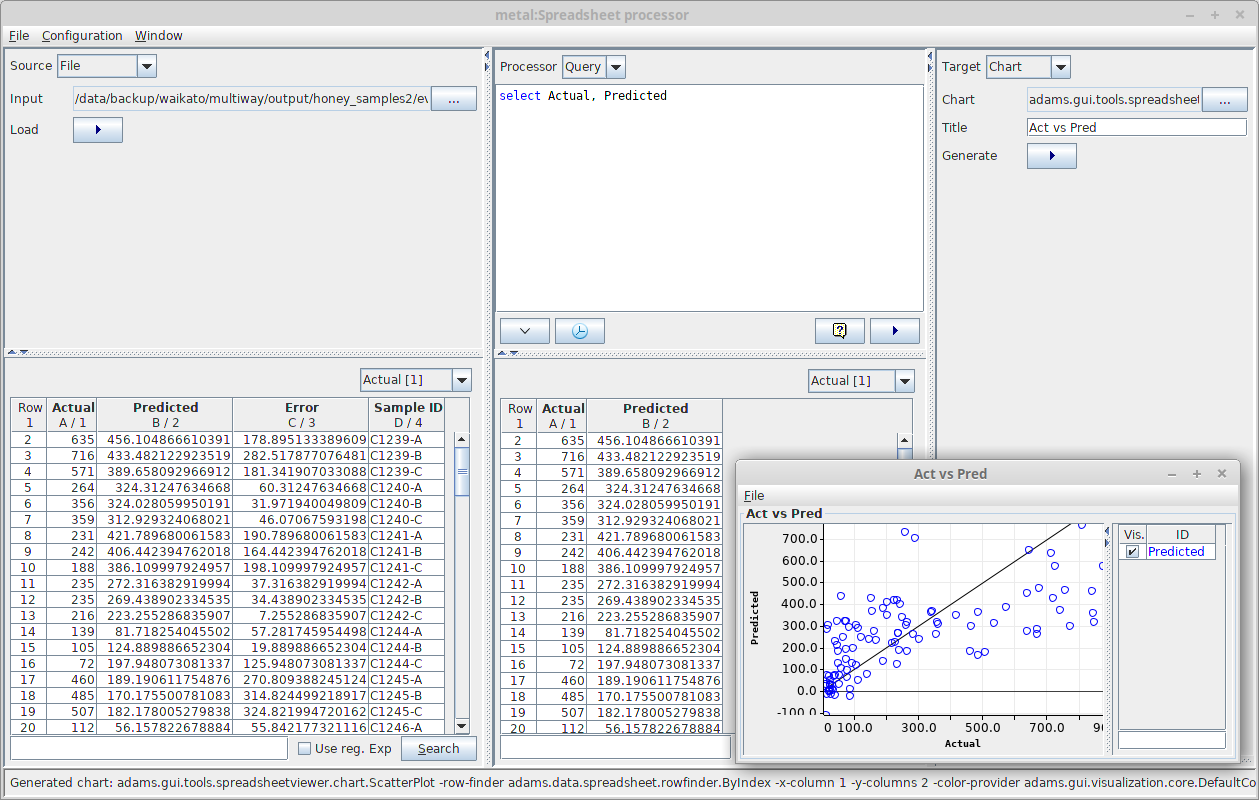 metal:Spreadsheet processor
File Configuration Window
Source File
Input /data/backup/waikato/multiway/output/honey_samples2/ev ...
Load
Actual [1]
Row Actual Predicted Error Sample ID
1 A / 1 B / 2 C / 3 D / 4
2 635 456.104866610391 178.895133389609 C1239-A
3 716 433.482122923519 282.517877076481 C1239-B
4 571 389.658092966912 181.341907033088 C1239-C
5 264 324.31247634668 60.31247634668 C1240-A
6 356 324.028059950191 31.971940049809 C1240-B
7 359 312.929324068021 46.07067593198 C1240-C
8 231 421.789680061583 190.789680061583 C1241-A
9 242 406.442394762018 164.442394762018 C1241-B
10 188 386.109997924957 198.109997924957 C1241-C
11 235 272.316382919994 37.316382919994 C1242-A
12 235 269.438902334535 34.438902334535 C1242-B
13 216 223.255286835907 7.255286835907 C1242-C
14 139 81.718254045502 57.281745954498 C1244-A
15 105 124.889886652304 19.889886652304 C1244-B
16 72 197.948073081337 125.948073081337 C1244-C
17 460 189.190611754876 270.809388245124 C1245-A
18 485 170.175500781083 314.824499218917 C1245-B
19 507 182.178005279838 324.821994720162 C1245-C
20 112 56.157822678884 55.842177321116 C1246-A
Use reg. Exp Search
Processor Query
select Actual, Predicted
Actual [1]
Row Actual Predicted
1 A / 1 B / 2
2 635 456.104866610391
3 716 433.482122923519
4 571 389.658092966912
5 264 324.31247634668
6 356 324.028059950191
7 359 312.929324068021
8 231 421.789680061583
9 242 406.442394762018
10 188 386.109997924957
11 235 272.316382919994
12 235 269.438902334535
13 216 223.255286835907
14 139 81.718254045502
15 105 124.889886652304
16 72 197.948073081337
17 460 189.190611754876
18 485 170.175500781083
19 507 182.178005279838
20 112 56.157822678884
Target Chart
Chart adams.gui.tools.spreadsheet ...
Title Act vs Pred
Generate
Act vs Pred
File
Act vs Pred
700.0
600.0
500.0
400.0
300.0
200.0
100.0
0.0
-100.0
Predicted
0 100.0 300.0 500.0 700.0 90
Actual
Vis. ID
Predicted
Generated chart: adams.gui.tools.spreadsheetviewer.chart.ScatterPlot -row-finder adams.data.spreadsheet.rowfinder.ByIndex -x-column 1 -y-columns 2 -color-provider adams.gui.visualization.core.DefaultCo